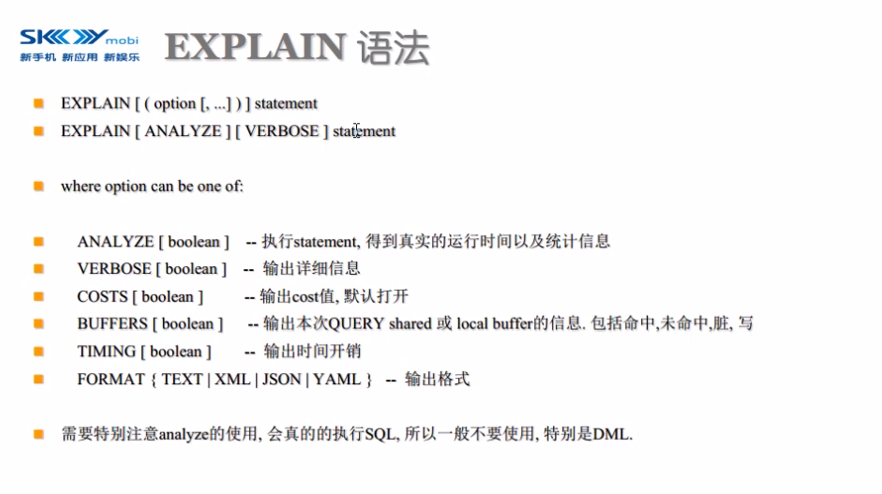 SKYmobi
新手机 新应用 新娱乐
EXPLAIN 语法
EXPLAIN [ ( option [, ...] ) ] statement
EXPLAIN [ ANALYZE ] [ VERBOSE ] statement
where option can be one of:
ANALYZE [ boolean ] -- 执行statement, 得到真实的运行时间以及统计信息
VERBOSE [ boolean ] -- 输出详细信息
COSTS [ boolean ] -- 输出cost值, 默认打开
BUFFERS [ boolean ] -- 输出本次QUERY shared 或 local buffer的信息. 包括命中,未命中,脏, 写
TIMING [ boolean ] -- 输出时间开销
FORMAT { TEXT | XML | JSON | YAML } -- 输出格式
需要特别注意analyze的使用, 会真的的执行SQL, 所以一般不要使用, 特别是DML.